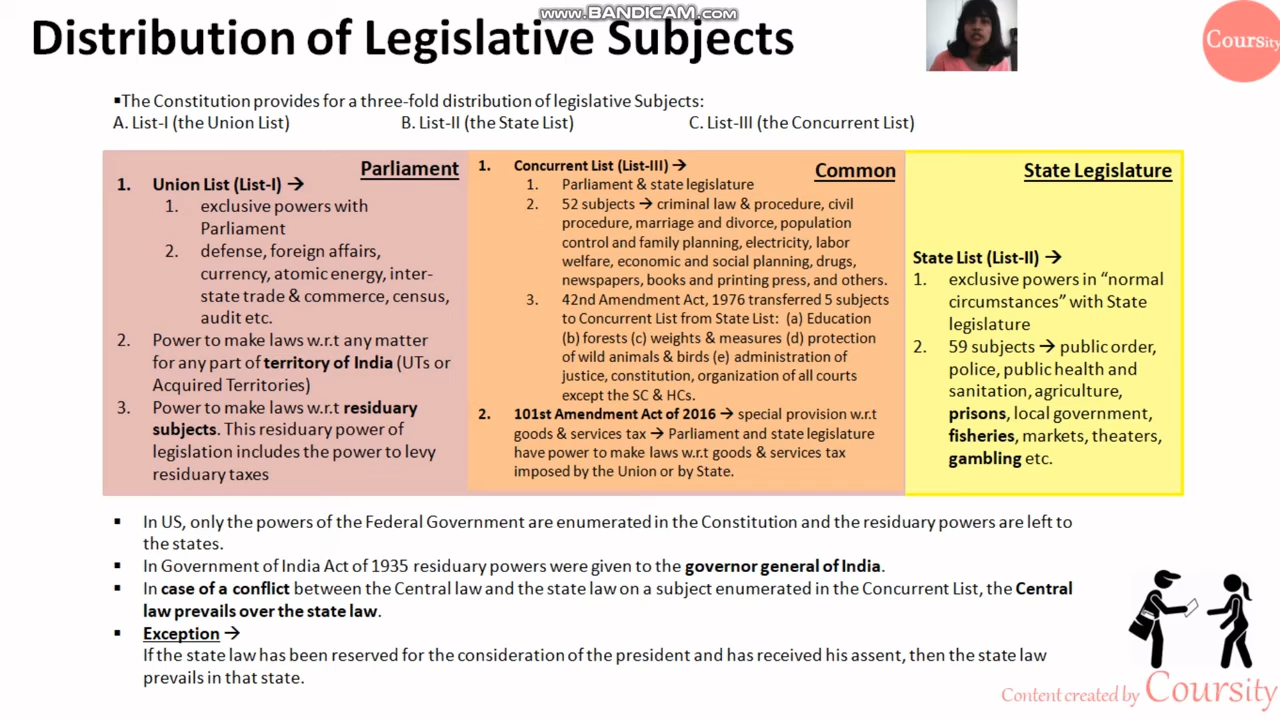 www.BANDICAM.com
Distribution of Legislative Subjects
Coursity
▪The Constitution provides for a three-fold distribution of legislative Subjects:
A. List-I (the Union List) B. List-II (the State List) C. List-III (the Concurrent List)
Parliament
1. Union List (List-I) →
1. exclusive powers with
Parliament
2. defense, foreign affairs,
currency, atomic energy, inter-
state trade & commerce, census,
audit etc.
2. Power to make laws w.r.t any matter
for any part of territory of India (UTs or
Acquired Territories)
3. Power to make laws w.r.t residuary
subjects. This residuary power of
legislation includes the power to levy
residuary taxes
Common
1. Concurrent List (List-III) →
1. Parliament & state legislature
2. 52 subjects → criminal law & procedure, civil
procedure, marriage and divorce, population
control and family planning, electricity, labor
welfare, economic and social planning, drugs,
newspapers, books and printing press, and others.
3. 42nd Amendment Act, 1976 transferred 5 subjects
to Concurrent List from State List: (a) Education
(b) forests (c) weights & measures (d) protection
of wild animals & birds (e) administration of
justice, constitution, organization of all courts
except the SC & HCs.
2. 101st Amendment Act of 2016 → special provision w.r.t
goods & services tax → Parliament and state legislature
have power to make laws w.r.t goods & services tax
imposed by the Union or by State.
State Legislature
State List (List-II) →
1. exclusive powers in “normal
circumstances” with State
legislature
2. 59 subjects → public order,
police, public health and
sanitation, agriculture,
prisons, local government,
fisheries, markets, theaters,
gambling etc.
▪ In US, only the powers of the Federal Government are enumerated in the Constitution and the residuary powers are left to
the states.
▪ In Government of India Act of 1935 residuary powers were given to the governor general of India.
▪ In case of a conflict between the Central law and the state law on a subject enumerated in the Concurrent List, the Central
law prevails over the state law.
▪ Exception →
If the state law has been reserved for the consideration of the president and has received his assent, then the state law
prevails in that state.
Content created by Coursity